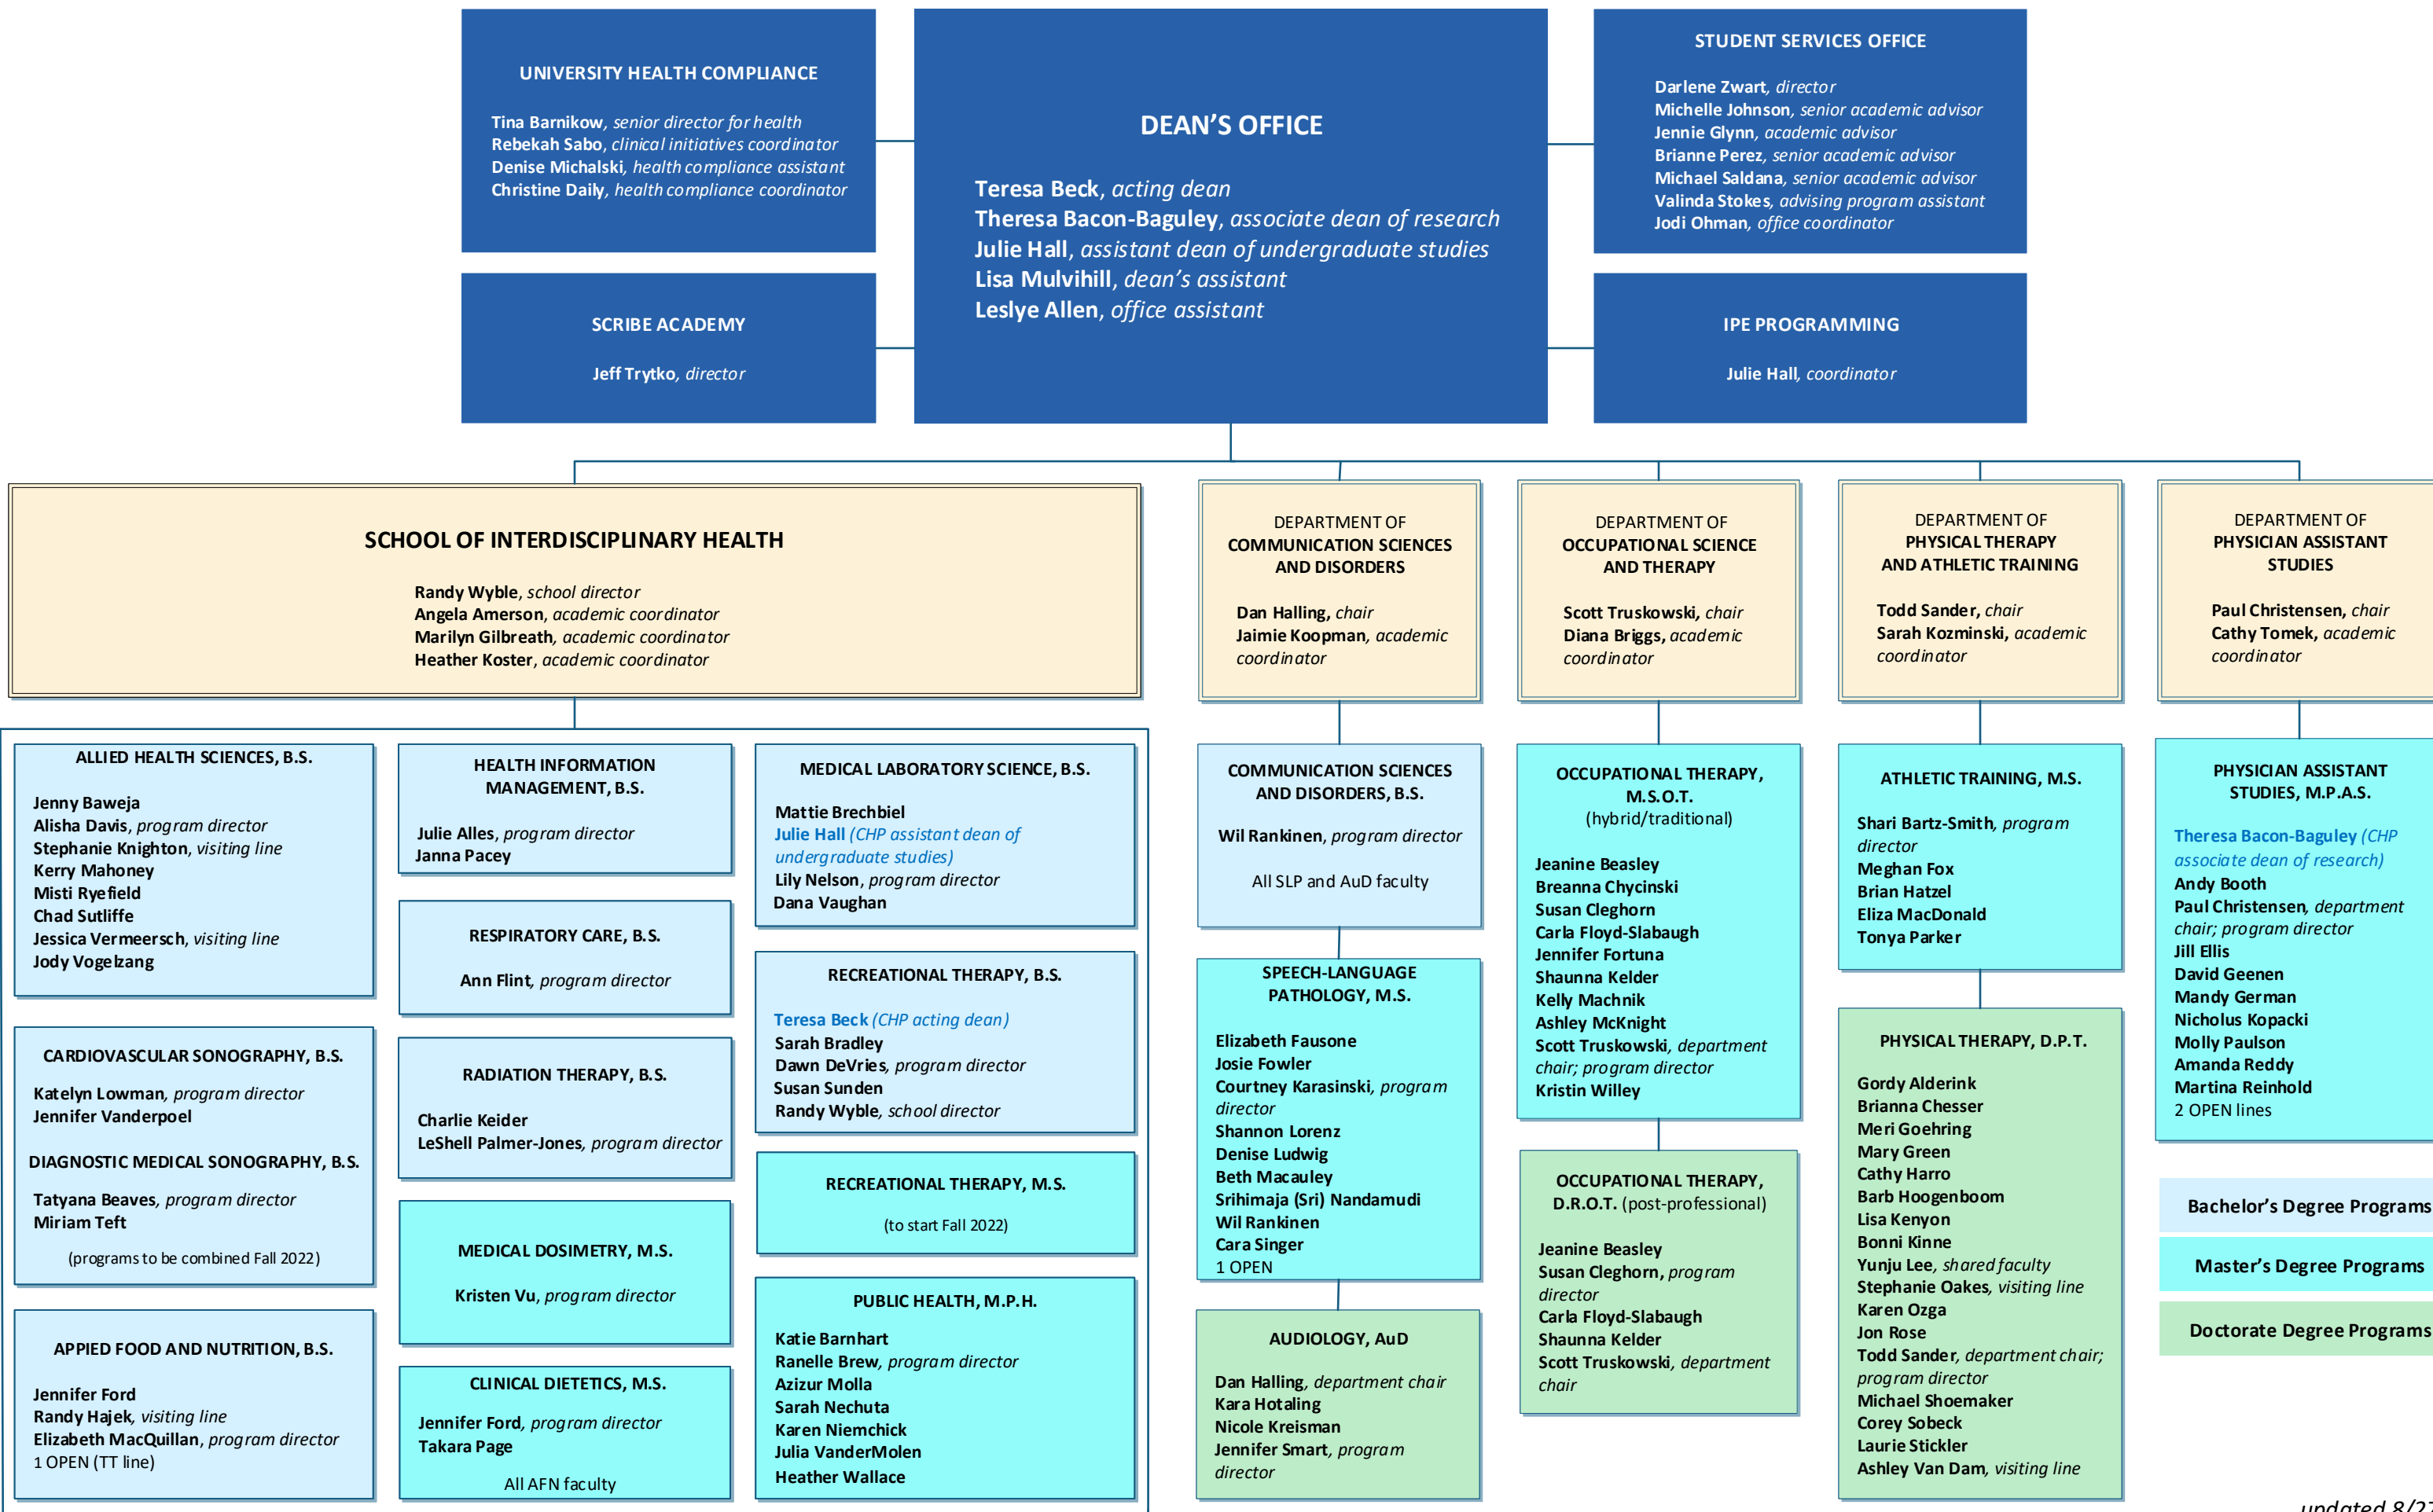 UNIVERSITY HEALTH COMPLIANCE
Tina Barnikow, senior director for health
Rebekah Sabo, clinical initiatives coordinator
Denise Michalski, health compliance assistant
Christine Daily, health compliance coordinator
SCRIBE ACADEMY
Jeff Trytko, director
DEAN'S OFFICE
Teresa Beck, acting dean
Theresa Bacon-Baguley, associate dean of research
Julie Hall, assistant dean of undergraduate studies
Lisa Mulvihill, dean's assistant
Leslye Allen, office assistant
STUDENT SERVICES OFFICE
Darlene Zwart, director
Michelle Johnson, senior academic advisor
Jennie Glynn, academic advisor
Brianne Perez, senior academic advisor
Michael Saldana, senior academic advisor
Valinda Stokes, advising program assistant
Jodi Ohman, office coordinator
IPE PROGRAMMING
Julie Hall, coordinator
SCHOOL OF INTERDISCIPLINARY HEALTH
Randy Wyble, school director
Angela Amerson, academic coordinator
Marilyn Gilbreath, academic coordinator
Heather Koster, academic coordinator
DEPARTMENT OF
COMMUNICATION SCIENCES
AND DISORDERS
Dan Halling, chair
Jaimie Koopman, academic
coordinator
DEPARTMENT OF
OCCUPATIONAL SCIENCE
AND THERAPY
Scott Truskowski, chair
Diana Briggs, academic
coordinator
DEPARTMENT OF
PHYSICAL THERAPY
AND ATHLETIC TRAINING
Todd Sander, chair
Sarah Kozminski, academic
coordinator
DEPARTMENT OF
PHYSICIAN ASSISTANT
STUDIES
Paul Christensen, chair
Cathy Tomek, academic
coordinator
ALLIED HEALTH SCIENCES, B.S.
Jenny Baweja
Alisha Davis, program director
Stephanie Knighton, visiting line
Kerry Mahoney
Misti Ryefield
Chad Sutliffe
Jessica Vermeersch, visiting line
Jody Vogelzang
CARDIOVASCULAR SONOGRAPHY, B.S.
Katelyn Lowman, program director
Jennifer Vanderpoel
DIAGNOSTIC MEDICAL SONOGRAPHY, B.S.
Tatyana Beaves, program director
Miriam Teft
(programs to be combined Fall 2022)
APPIED FOOD AND NUTRITION, B.S.
Jennifer Ford
Randy Hajek, visiting line
Elizabeth MacQuillan, program director
1 OPEN (TT line)
HEALTH INFORMATION
MANAGEMENT, B.S.
Julie Alles, program director
Janna Pacey
RESPIRATORY CARE, B.S.
Ann Flint, program director
RADIATION THERAPY, B.S.
Charlie Keider
LeShell Palmer-Jones, program director
MEDICAL DOSIMETRY, M.S.
Kristen Vu, program director
CLINICAL DIETETICS, M.S.
Jennifer Ford, program director
Takara Page
All AFN faculty
MEDICAL LABORATORY SCIENCE, B.S.
Mattie Brechbiel
Julie Hall (CHP assistant dean of
undergraduate studies)
Lily Nelson, program director
Dana Vaughan
RECREATIONAL THERAPY, B.S.
Teresa Beck (CHP acting dean)
Sarah Bradley
Dawn DeVries, program director
Susan Sunden
Randy Wyble, school director
RECREATIONAL THERAPY, M.S.
(to start Fall 2022)
PUBLIC HEALTH, M.P.H.
Katie Barnhart
Ranelle Brew, program director
Azizur Molla
Sarah Nechuta
Karen Niemchick
Julia VanderMolen
Heather Wallace
COMMUNICATION SCIENCES
AND DISORDERS, B.S.
Wil Rankinen, program director
All SLP and AuD faculty
SPEECH-LANGUAGE
PATHOLOGY, M.S.
Elizabeth Fausone
Josie Fowler
Courtney Karasinski, program
director
Shannon Lorenz
Denise Ludwig
Beth Macauley
Srihimaja (Sri) Nandamudi
Wil Rankinen
Cara Singer
1 OPEN
AUDIOLOGY, AuD
Dan Halling, department chair
Kara Hotaling
Nicole Kreisman
Jennifer Smart, program
director
OCCUPATIONAL THERAPY,
M.S.O.T.
(hybrid/traditional)
Jeanine Beasley
Breanna Chycinski
Susan Cleghorn
Carla Floyd-Slabaugh
Jennifer Fortuna
Shaunna Kelder
Kelly Machnik
Ashley McKnight
Scott Truskowski, department
chair; program director
Kristin Willey
OCCUPATIONAL THERAPY,
D.R.O.T. (post-professional)
Jeanine Beasley
Susan Cleghorn, program
director
Carla Floyd-Slabaugh
Shaunna Kelder
Scott Truskowski, department
chair
ATHLETIC TRAINING, M.S.
Shari Bartz-Smith, program
director
Meghan Fox
Brian Hatzel
Eliza MacDonald
Tonya Parker
PHYSICAL THERAPY, D.P.T.
Gordy Alderink
Brianna Chesser
Meri Goehring
Mary Green
Cathy Harro
Barb Hoogenboom
Lisa Kenyon
Bonni Kinne
Yunju Lee, shared faculty
Stephanie Oakes, visiting line
Karen Ozga
Jon Rose
Todd Sander, department chair;
program director
Michael Shoemaker
Corey Sobeck
Laurie Stickler
Ashley Van Dam, visiting line
PHYSICIAN ASSISTANT
STUDIES, M.P.A.S.
Theresa Bacon-Baguley (CHP
associate dean of research)
Andy Booth
Paul Christensen, department
chair; program director
Jill Ellis
David Geenen
Mandy German
Nicholus Kopacki
Molly Paulson
Amanda Reddy
Martina Reinhold
2 OPEN lines
Bachelor's Degree Programs
Master's Degree Programs
Doctorate Degree Programs
updated